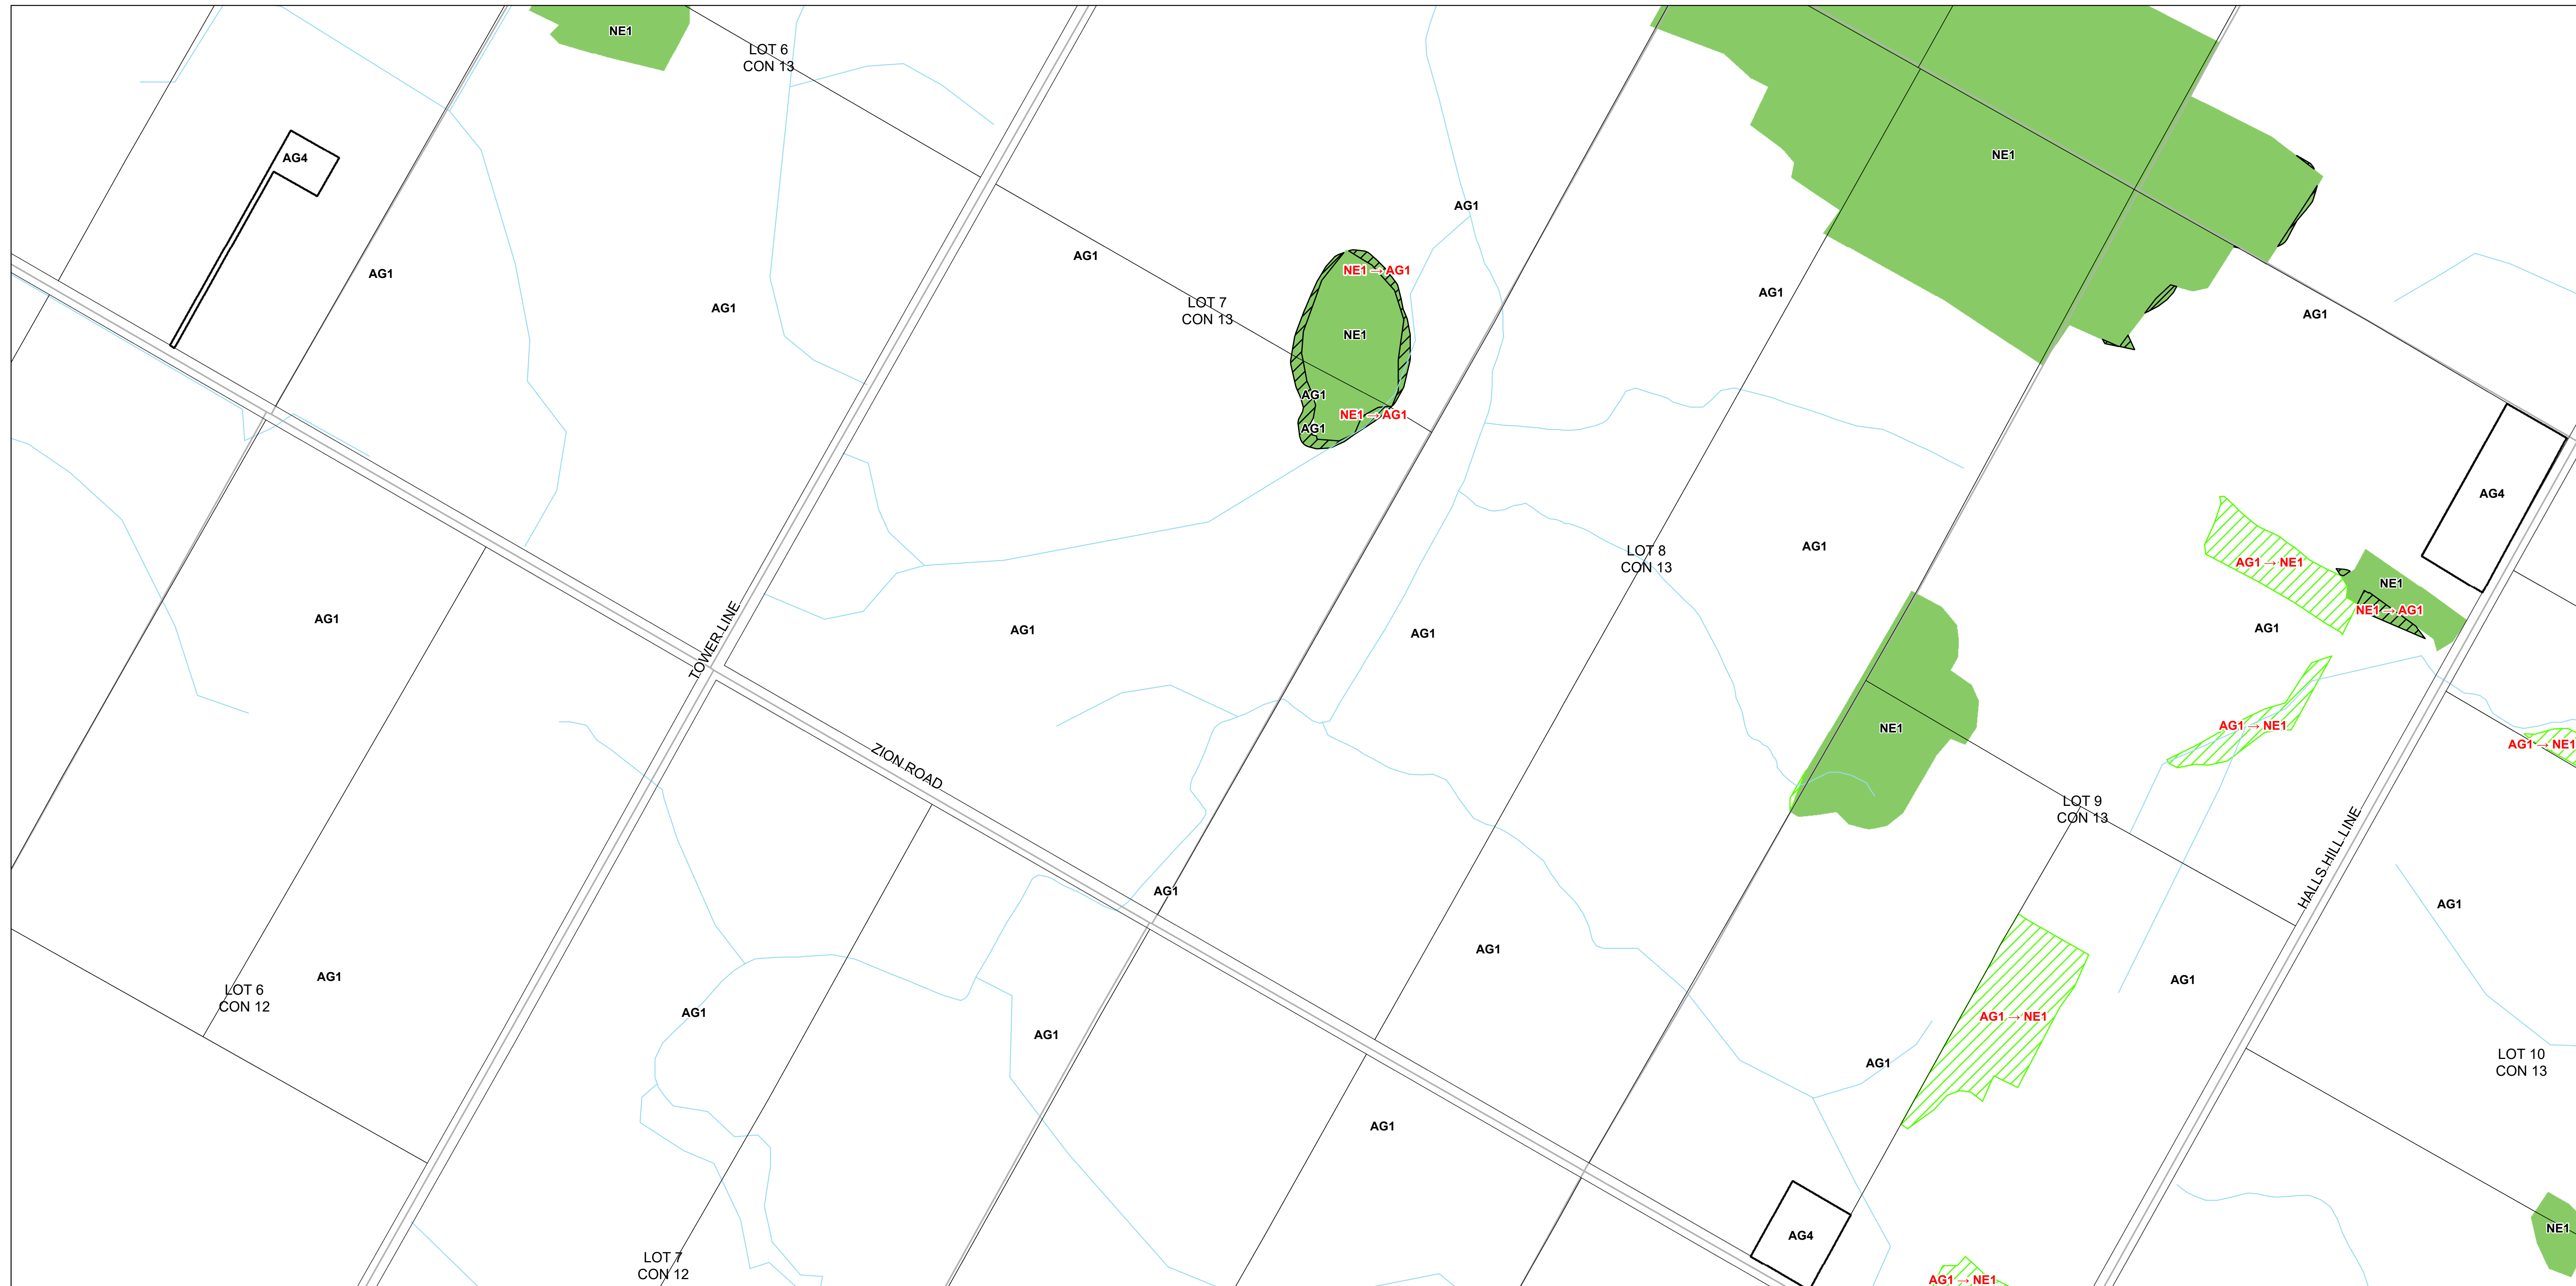 NE1
LOT 6
CON 13
AG4
NE1
AG1
AG1
AG1
NE1 → AG1
AG1
AG1
LOT 7
CON 13
AG1
AG1
NE1
AG1
NE1 → AG1
AG1
AG4
AG1
LOT 8
CON 13
AG1 → NE1
NE1
NE1 → AG1
AG1
AG1
AG1
AG1
TOWER LINE
NE1
AG1 → NE1
AG1 → NE1
ZION ROAD
LOT 9
CON 13
HALLS HILL LINE
AG1
AG1
AG1
AG1
AG1
LOT 6
CON 12
AG1
AG1 → NE1
AG1
AG1
LOT 10
CON 13
AG1
NE1
AG4
LOT 7
CON 12
AG1 → NE1